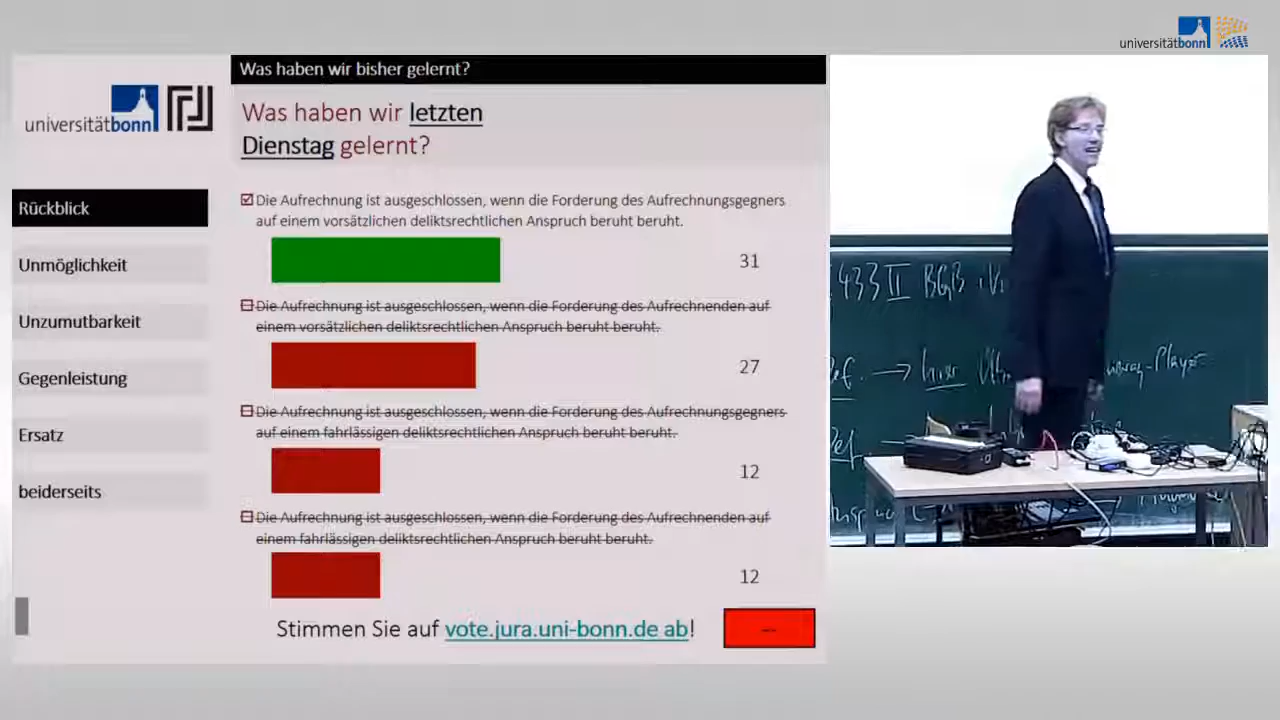 universitätbonn
Was haben wir bisher gelernt?
universitätbonn
Was haben wir letzten
Dienstag gelernt?
Rückblick
Unmöglichkeit
Unzumutbarkeit
Gegenleistung
Ersatz
beiderseits
Die Aufrechnung ist ausgeschlossen, wenn die Forderung des Aufrechnungsgegners
auf einem vorsätzlichen deliktsrechtlichen Anspruch beruht beruht.
31
Die Aufrechnung ist ausgeschlossen, wenn die Forderung des Aufrechnenden auf
einem vorsätzlichen deliktsrechtlichen Anspruch beruht beruht.
27
Die Aufrechnung ist ausgeschlossen, wenn die Forderung des Aufrechnungsgegners
auf einem fahrlässigen deliktsrechtlichen Anspruch beruht beruht.
12
Die Aufrechnung ist ausgeschlossen, wenn die Forderung des Aufrechnenden auf
einem fahrlässigen deliktsrechtlichen Anspruch beruht beruht.
12
Stimmen Sie auf vote.jura.uni-bonn.de ab!
433 II BGB
→ hier
-Player